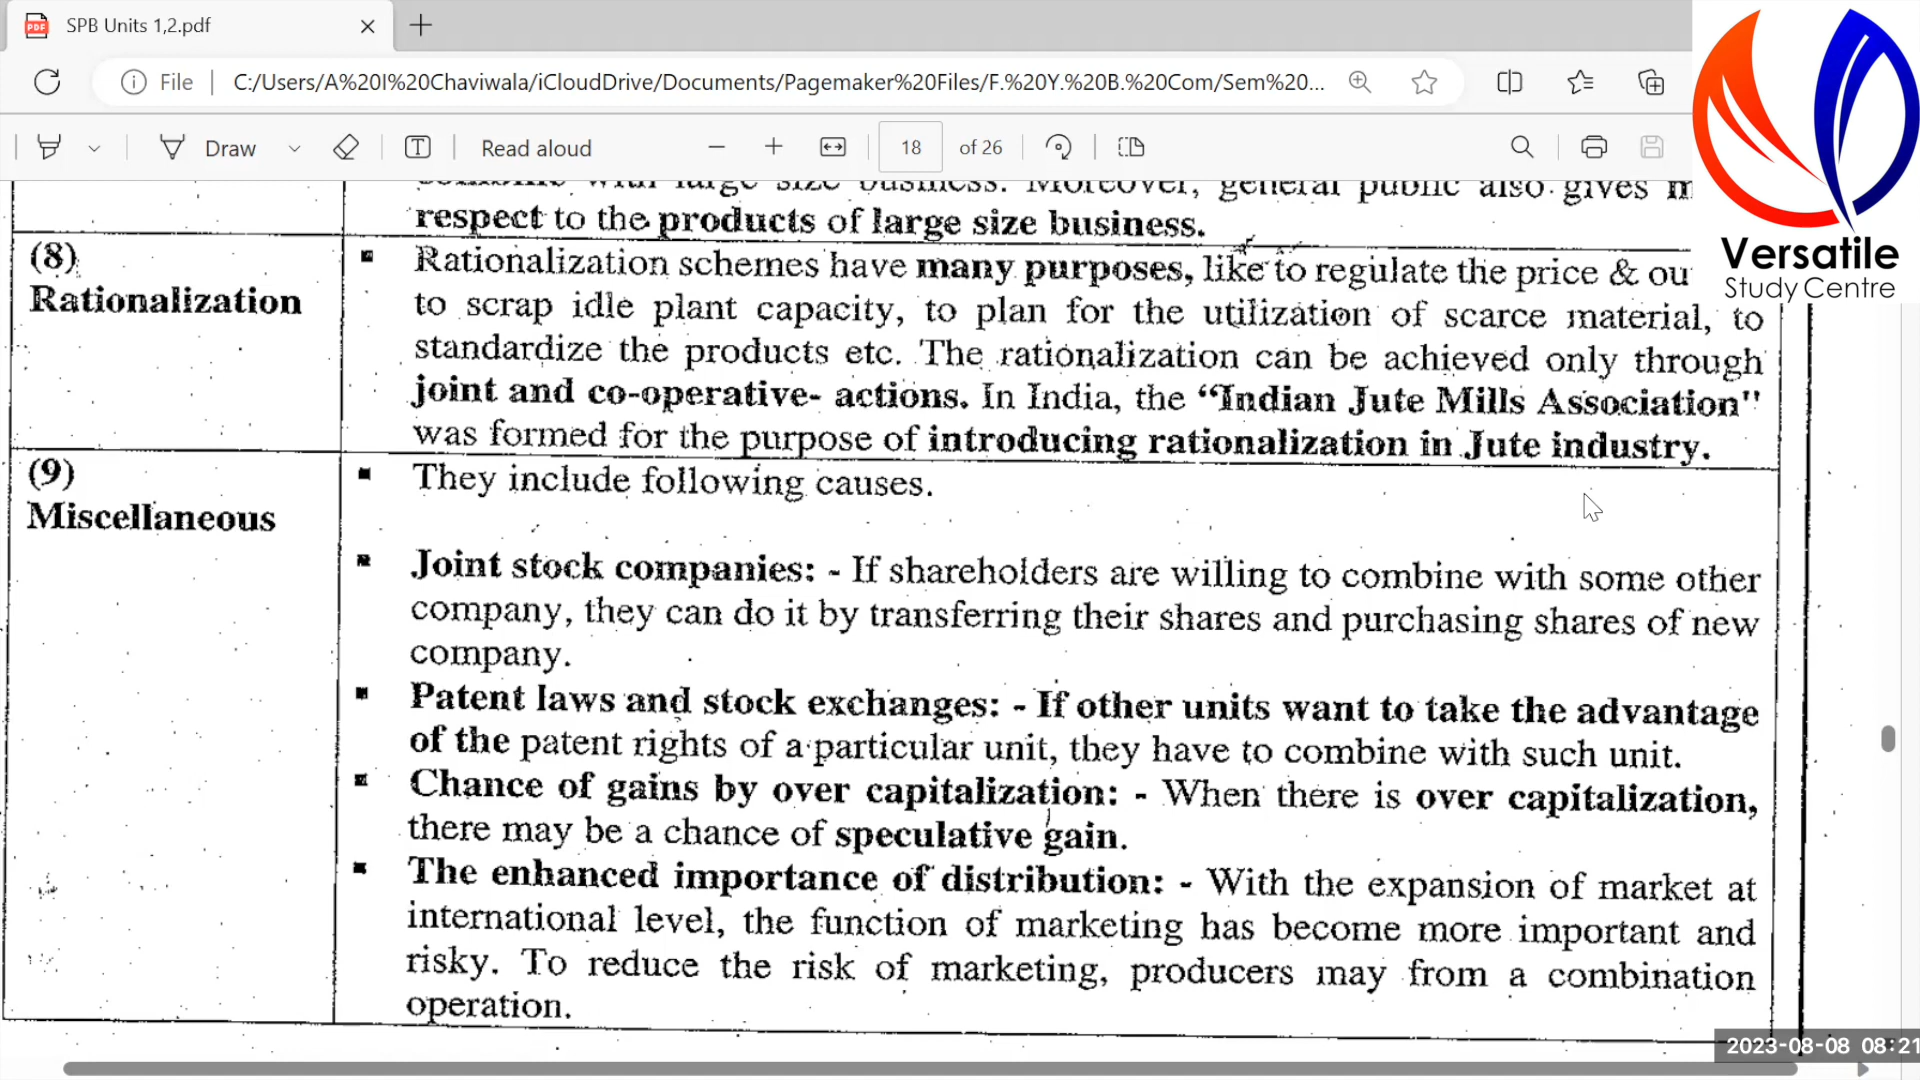 SPB Units 1,2.pdf
File
C:/Users/A%20I%20Chaviwala/iCloudDrive/Documents/Pagemaker%20Files/F.%20Y.%20B.%20Com/Sem%20...
Draw
Read aloud
18 of 26
Versatile
Study Centre
combine with large size business. Moreover, general public also gives
respect to the products of large size business.
(8)
Rationalization
▪ Rationalization schemes have many purposes, like to regulate the price & ou
to scrap idle plant capacity, to plan for the utilization of scarce material, to
standardize the products etc. The rationalization can be achieved only through
joint and co-operative- actions. In India, the “Indian Jute Mills Association"
was formed for the purpose of introducing rationalization in Jute industry.
(9)
Miscellaneous
▪ They include following causes.
▪ Joint stock companies: - If shareholders are willing to combine with some other
company, they can do it by transferring their shares and purchasing shares of new
company.
▪ Patent laws and stock exchanges: - If other units want to take the advantage
of the patent rights of a particular unit, they have to combine with such unit.
▪ Chance of gains by over capitalization: - When there is over capitalization,
there may be a chance of speculative gain.
▪ The enhanced importance of distribution: - With the expansion of market at
international level, the function of marketing has become more important and
risky. To reduce the risk of marketing, producers may from a combination
operation.
2023-08-08 08:21